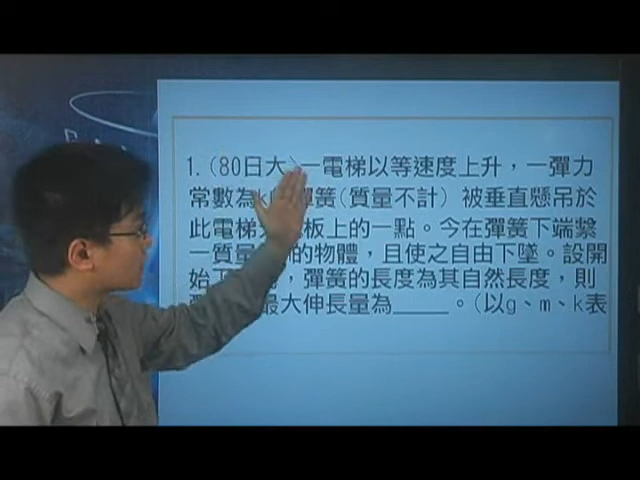 1.(80日大)一電梯以等速度上升，一彈力
常數為k 彈簧(質量不計) 被垂直懸吊於
此電梯 板上的一點。今在彈簧下端繫
一質量 的物體，且使之自由下墜。設開
始下 ，彈簧的長度為其自然長度，則
最大伸長量為_____。(以g、m、k表